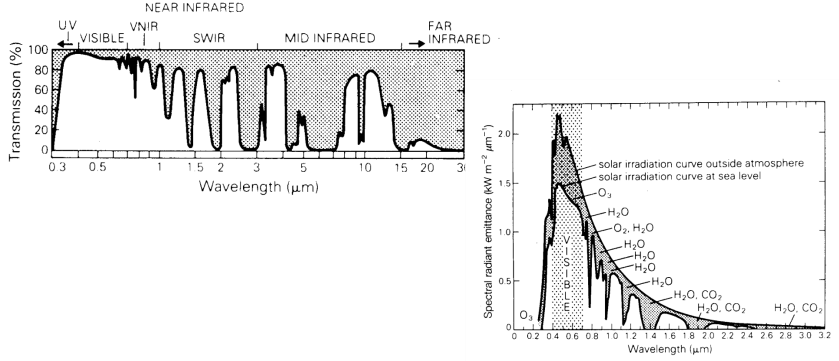 NEAR INFRARED
UV VISIBLE VNIR SWIR MID INFRARED FAR INFRARED
Transmission (%)
100
80
60
40
20
0
0.3 0.5 1 1.5 2 3 5 10 15 20 30
Wavelength (μm)
Spectral radiant emittance (kW m⁻² μm⁻¹)
2.0
1.5
1.0
0.5
0
solar irradiation curve outside atmosphere
solar irradiation curve at sea level
O₃
H₂O
O₂, H₂O
H₂O
H₂O
H₂O
H₂O
H₂O, CO₂
H₂O, CO₂
H₂O, CO₂
O₃
VISIBLE
0 0.2 0.4 0.6 0.8 1.0 1.2 1.4 1.6 1.8 2.0 2.2 2.4 2.6 2.8 3.0 3.2
Wavelength (μm)